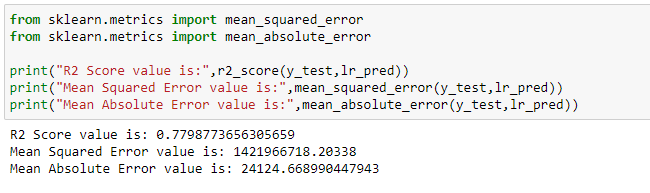 from sklearn.metrics import mean_squared_error
from sklearn.metrics import mean_absolute_error
print("R2 Score value is:",r2_score(y_test,lr_pred))
print("Mean Squared Error value is:",mean_squared_error(y_test,lr_pred))
print("Mean Absolute Error value is:",mean_absolute_error(y_test,lr_pred))
R2 Score value is: 0.7798773656305659
Mean Squared Error value is: 1421966718.20338
Mean Absolute Error value is: 24124.668990447943